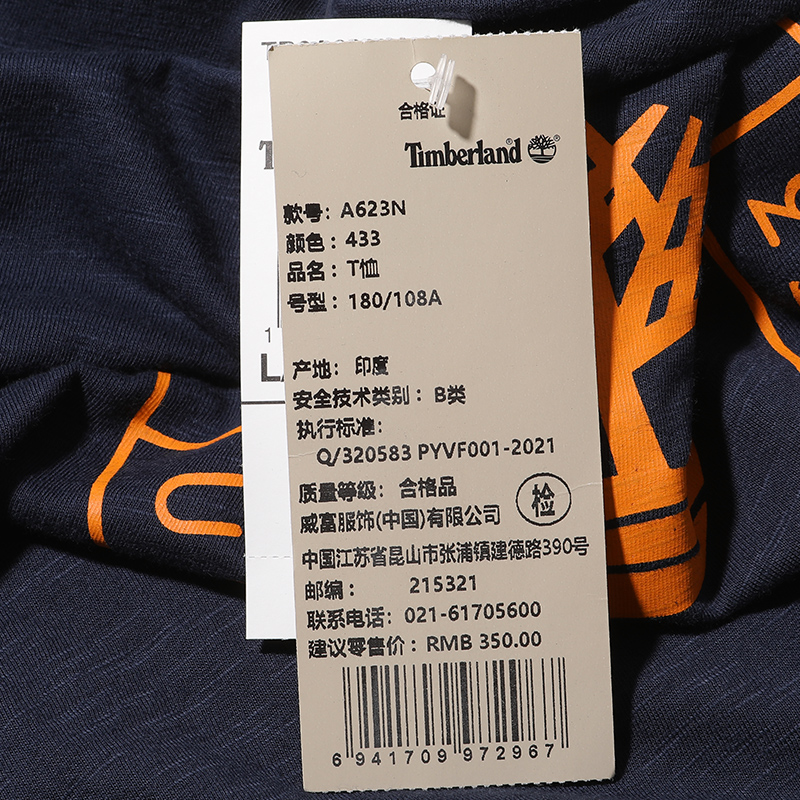 合格证
Timberland®
款号：A623N
颜色：433
品名：T恤
号型：180/108A
产地：印度
安全技术类别：B类
执行标准：
Q/320583 PYVF001-2021
质量等级：合格品
检
威富服饰(中国)有限公司
中国江苏省昆山市张浦镇建德路390号
邮编：215321
联系电话：021-61705600
建议零售价：RMB 350.00
6 941709 972967